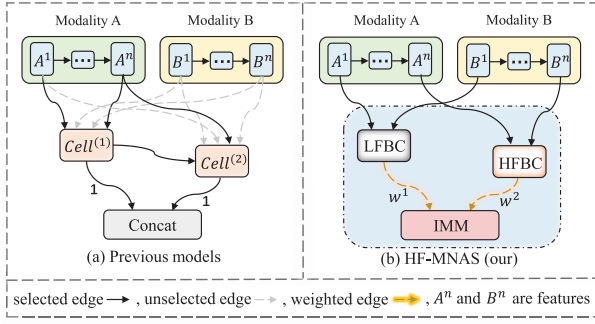 Modality A
Modality B
A¹ ... Aⁿ
B¹ ... Bⁿ
Cell⁽¹⁾
Cell⁽²⁾
1
1
Concat
(a) Previous models
Modality A
Modality B
A¹ ... Aⁿ
B¹ ... Bⁿ
LFBC
HFBC
w¹
w²
IMM
(b) HF-MNAS (our)
selected edge , unselected edge , weighted edge , Aⁿ and Bⁿ are features